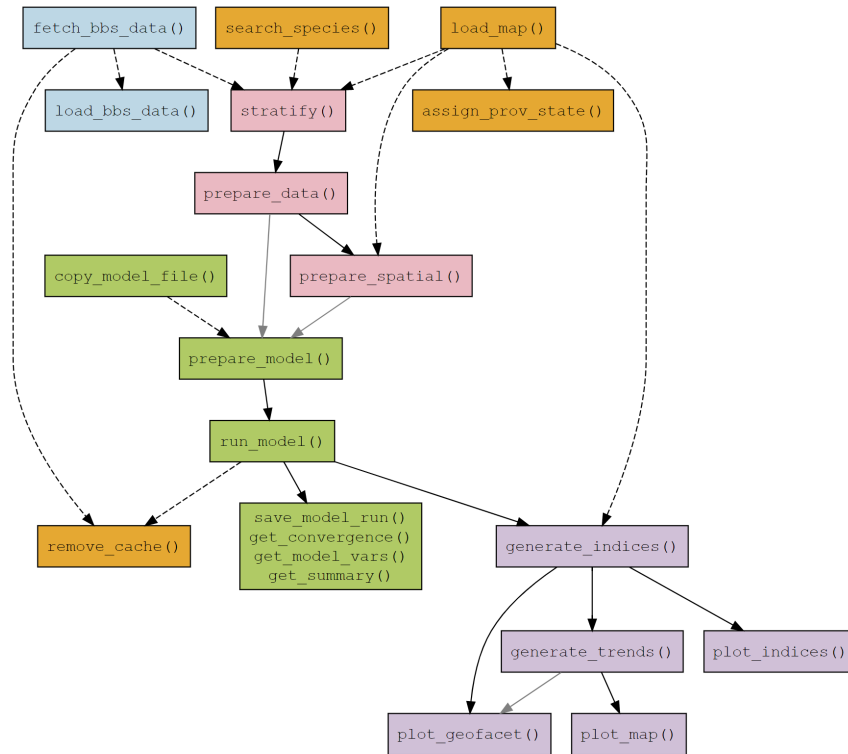 fetch_bbs_data()
search_species()
load_map()
load_bbs_data()
stratify()
assign_prov_state()
prepare_data()
copy_model_file()
prepare_spatial()
prepare_model()
run_model()
remove_cache()
save_model_run()
get_convergence()
get_model_vars()
get_summary()
generate_indices()
generate_trends()
plot_indices()
plot_geofacet()
plot_map()